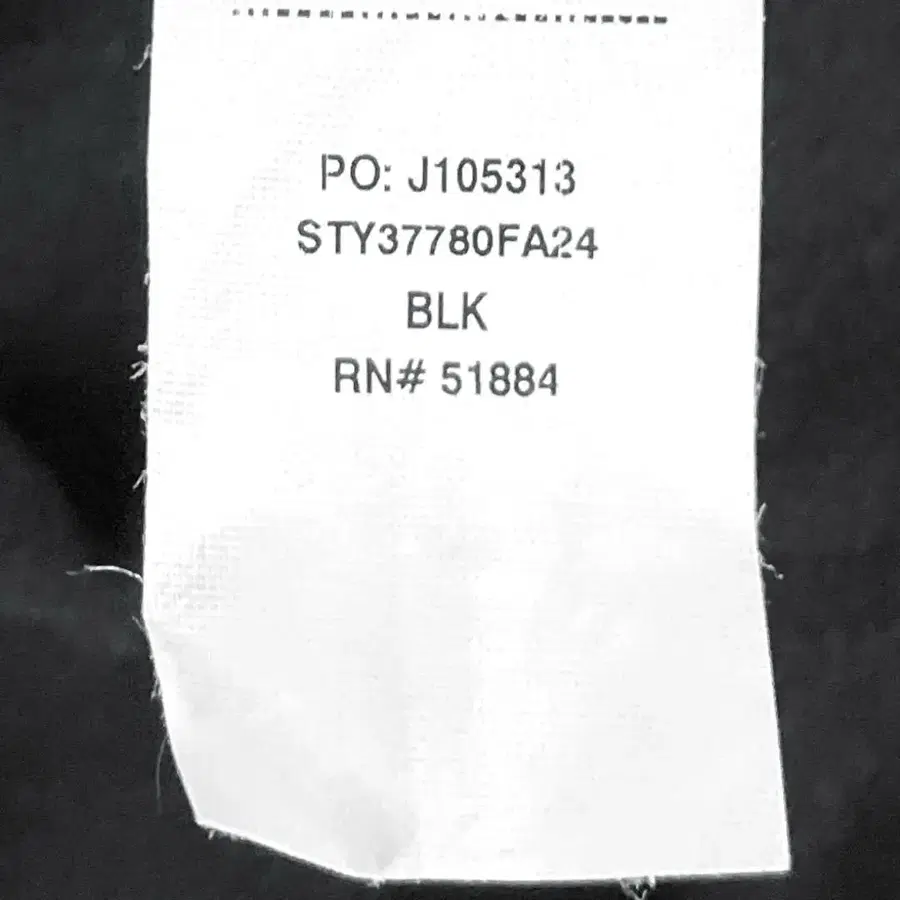 PO: J105313
STY37780FA24
BLK
RN# 51884